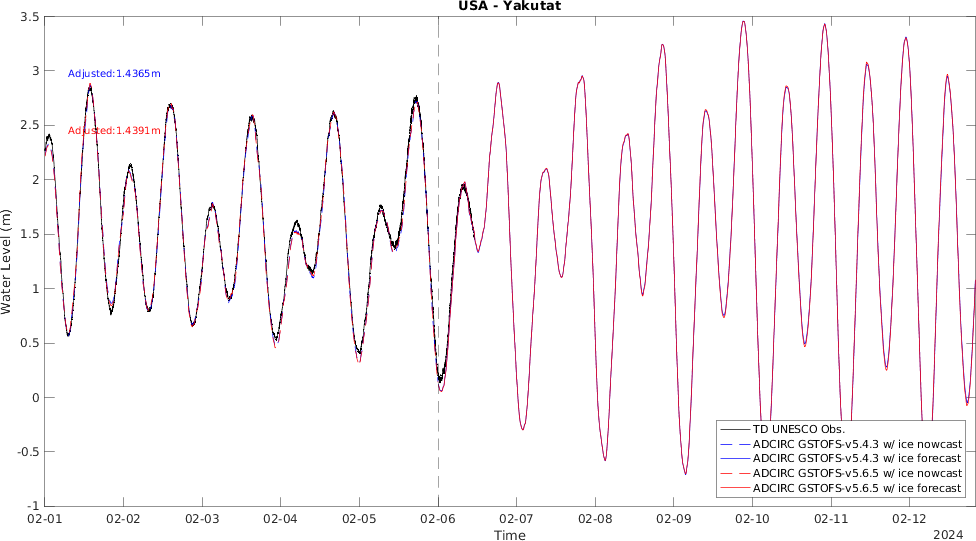 USA - Yakutat
3.5
3
2.5
2
1.5
1
0.5
0
-0.5
-1
Water Level (m)
Adjusted:1.4365m
Adjusted:1.4391m
TD UNESCO Obs.
ADCIRC GSTOFS-v5.4.3 w/ ice nowcast
ADCIRC GSTOFS-v5.4.3 w/ ice forecast
ADCIRC GSTOFS-v5.6.5 w/ ice nowcast
ADCIRC GSTOFS-v5.6.5 w/ ice forecast
02-01 02-02 02-03 02-04 02-05 02-06 02-07 02-08 02-09 02-10 02-11 02-12
Time
2024